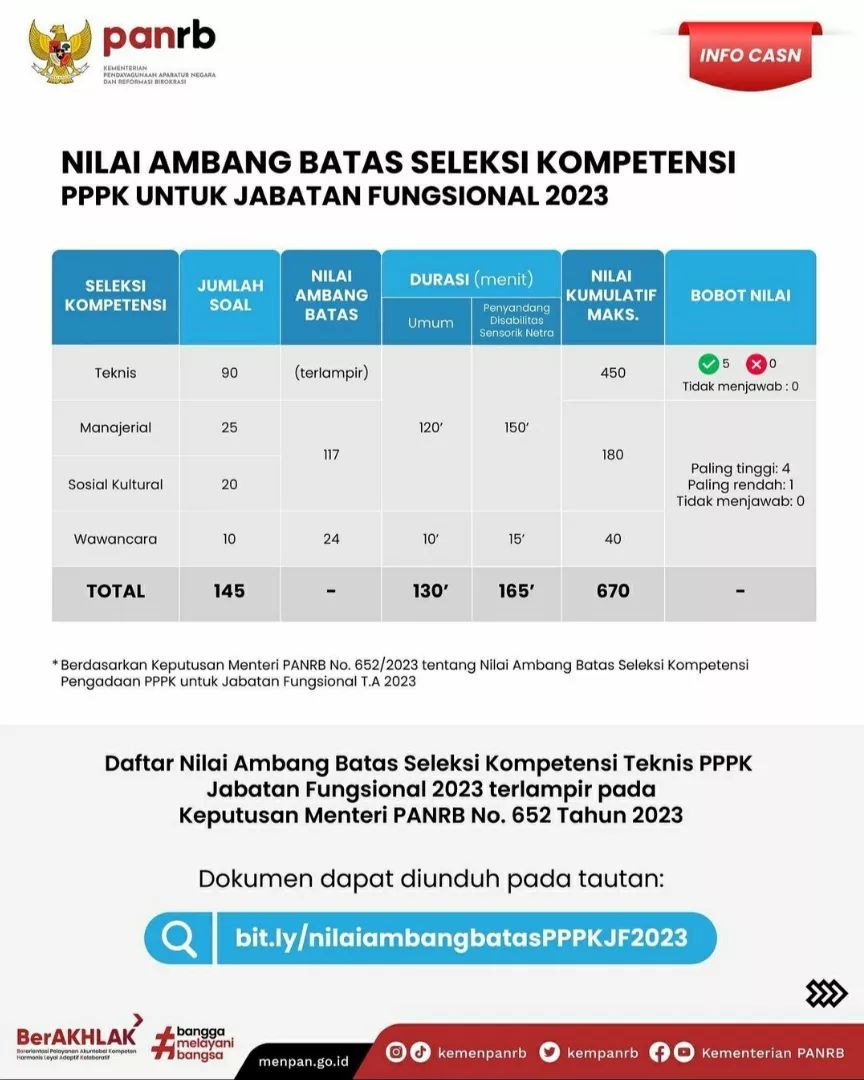 panrb
KEMENTERIAN
PENDAYAGUNAAN APARATUR NEGARA
DAN REFORMASI BIROKRASI
INFO CASN
NILAI AMBANG BATAS SELEKSI KOMPETENSI
PPPK UNTUK JABATAN FUNGSIONAL 2023
SELEKSI KOMPETENSI
JUMLAH SOAL
NILAI AMBANG BATAS
DURASI (menit)
Umum
Penyandang Disabilitas Sensorik Netra
NILAI KUMULATIF MAKS.
BOBOT NILAI
Teknis 90 (terlampir) 450 5 0
Tidak menjawab : 0
Manajerial 25 117 120’ 150’ 180
Sosial Kultural 20
Paling tinggi: 4
Paling rendah: 1
Tidak menjawab: 0
Wawancara 10 24 10’ 15’ 40
TOTAL 145 - 130’ 165’ 670 -
* Berdasarkan Keputusan Menteri PANRB No. 652/2023 tentang Nilai Ambang Batas Seleksi Kompetensi
Pengadaan PPPK untuk Jabatan Fungsional T.A 2023
Daftar Nilai Ambang Batas Seleksi Kompetensi Teknis PPPK
Jabatan Fungsional 2023 terlampir pada
Keputusan Menteri PANRB No. 652 Tahun 2023
Dokumen dapat diunduh pada tautan:
bit.ly/nilaiambangbatasPPPKJF2023
BerAKHLAK
Berorientasi Pelayanan Akuntabel Kompeten
Harmonis Loyal Adaptif Kolaboratif
#bangga
melayani
bangsa
menpan.go.id
kemenpanrb
kempanrb
Kementerian PANRB